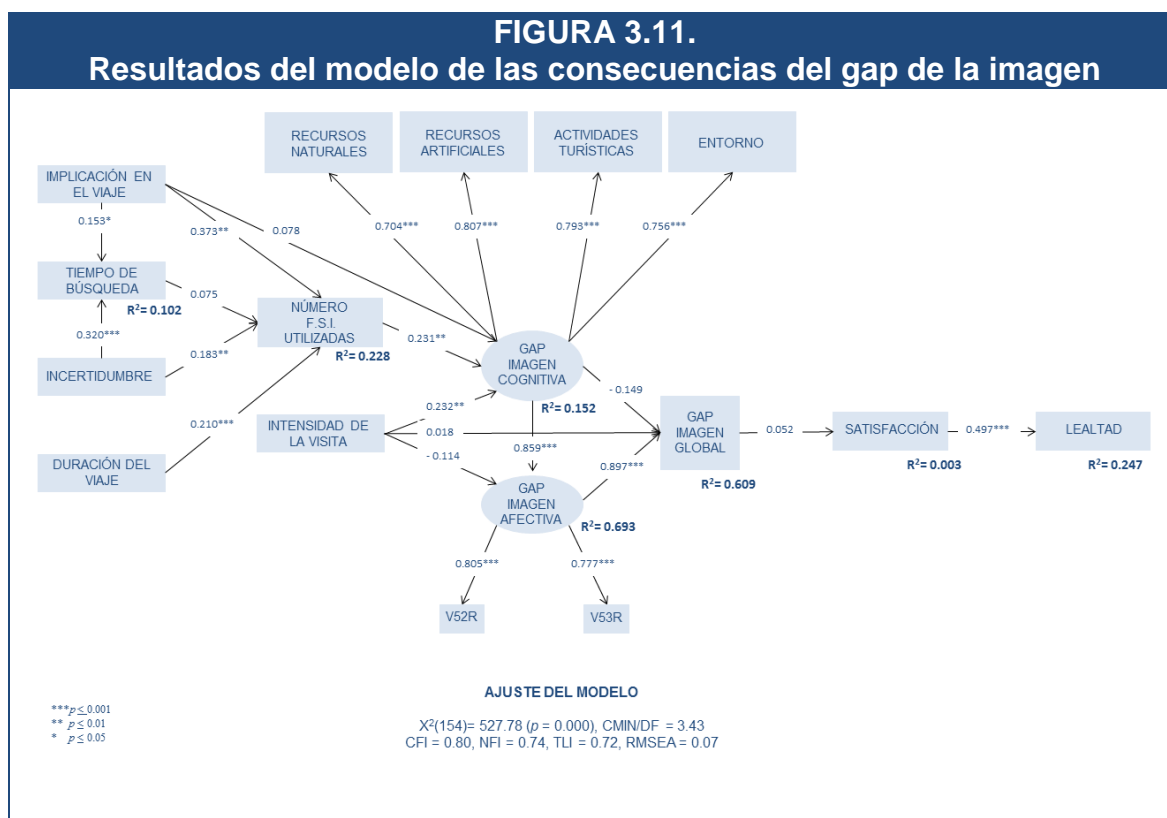 FIGURA 3.11.
Resultados del modelo de las consecuencias del gap de la imagen
RECURSOS
NATURALES
RECURSOS
ARTIFICIALES
ACTIVIDADES
TURÍSTICAS
ENTORNO
IMPLICACIÓN EN
EL VIAJE
0.153*
0.373**
0.078
0.704***
0.807***
0.793***
0.756***
TIEMPO DE
BÚSQUEDA
R²= 0.102
0.075
0.320***
0.183**
NÚMERO
F.S.I.
UTILIZADAS
R²= 0.228
0.231**
INCERTIDUMBRE
GAP
IMAGEN
COGNITIVA
R²= 0.152
- 0.149
0.210***
DURACIÓN DEL
VIAJE
INTENSIDAD DE
LA VISITA
0.232**
0.018
- 0.114
0.859***
0.897***
GAP
IMAGEN
GLOBAL
R²= 0.609
0.052
SATISFACCIÓN
R²= 0.003
0.497***
LEALTAD
R²= 0.247
GAP
IMAGEN
AFECTIVA
R²= 0.693
0.805***
0.777***
V52R
V53R
***p ≤ 0.001
** p ≤ 0.01
* p ≤ 0.05
AJUSTE DEL MODELO
X²(154)= 527.78 (p = 0.000), CMIN/DF = 3.43
CFI = 0.80, NFI = 0.74, TLI = 0.72, RMSEA = 0.07